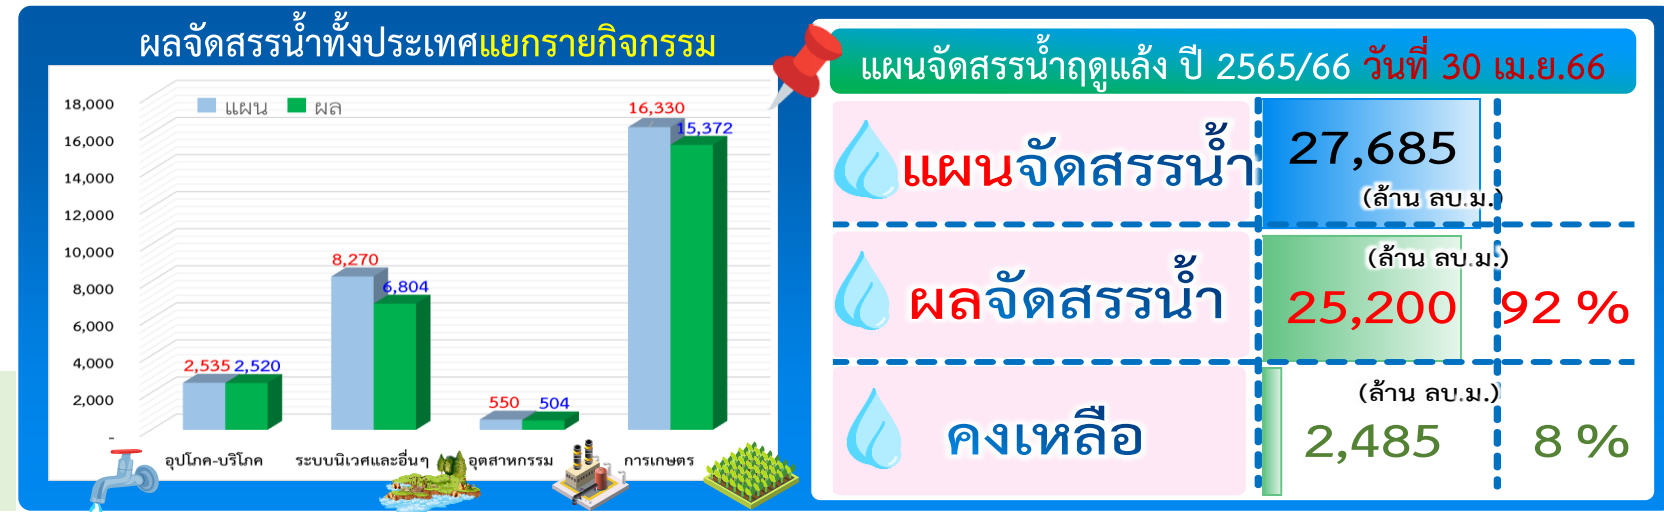 ผลจัดสรรน้ำทั้งประเทศแยกรายกิจกรรม
แผน ผล
18,000
16,000
14,000
12,000
10,000
8,000
6,000
4,000
2,000
-
2,535 2,520
8,270
6,804
550 504
16,330
15,372
อุปโภค-บริโภค ระบบนิเวศและอื่นๆ อุตสาหกรรม การเกษตร
แผนจัดสรรน้ำฤดูแล้ง ปี 2565/66 วันที่ 30 เม.ย.66
แผนจัดสรรน้ำ 27,685
(ล้าน ลบ.ม.)
(ล้าน ลบ.ม.)
ผลจัดสรรน้ำ 25,200 92 %
(ล้าน ลบ.ม.)
คงเหลือ 2,485 8 %